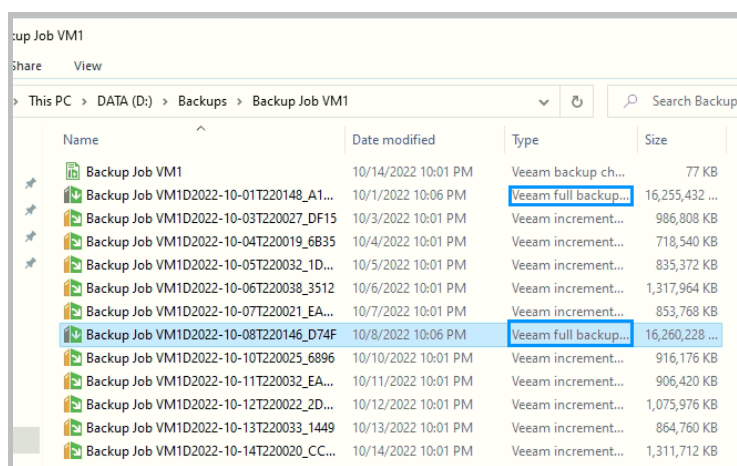 cup Job VM1
Share View
This PC > DATA (D:) > Backups > Backup Job VM1 Search Backup
Name Date modified Type Size
Backup Job VM1 10/14/2022 10:01 PM Veeam backup ch... 77 KB
Backup Job VM1D2022-10-01T220148_A1... 10/1/2022 10:06 PM Veeam full backup... 16,255,432 ...
Backup Job VM1D2022-10-03T220027_DF15 10/3/2022 10:01 PM Veeam increment... 986,808 KB
Backup Job VM1D2022-10-04T220019_6B35 10/4/2022 10:01 PM Veeam increment... 718,540 KB
Backup Job VM1D2022-10-05T220032_1D... 10/5/2022 10:01 PM Veeam increment... 835,372 KB
Backup Job VM1D2022-10-06T220038_3512 10/6/2022 10:01 PM Veeam increment... 1,317,964 KB
Backup Job VM1D2022-10-07T220021_EA... 10/7/2022 10:01 PM Veeam increment... 853,768 KB
Backup Job VM1D2022-10-08T220146_D74F 10/8/2022 10:06 PM Veeam full backup... 16,260,228 ...
Backup Job VM1D2022-10-10T220025_6896 10/10/2022 10:01 PM Veeam increment... 916,176 KB
Backup Job VM1D2022-10-11T220032_EA... 10/11/2022 10:01 PM Veeam increment... 906,420 KB
Backup Job VM1D2022-10-12T220022_2D... 10/12/2022 10:01 PM Veeam increment... 1,075,976 KB
Backup Job VM1D2022-10-13T220033_1449 10/13/2022 10:01 PM Veeam increment... 864,760 KB
Backup Job VM1D2022-10-14T220020_CC... 10/14/2022 10:01 PM Veeam increment... 1,311,712 KB